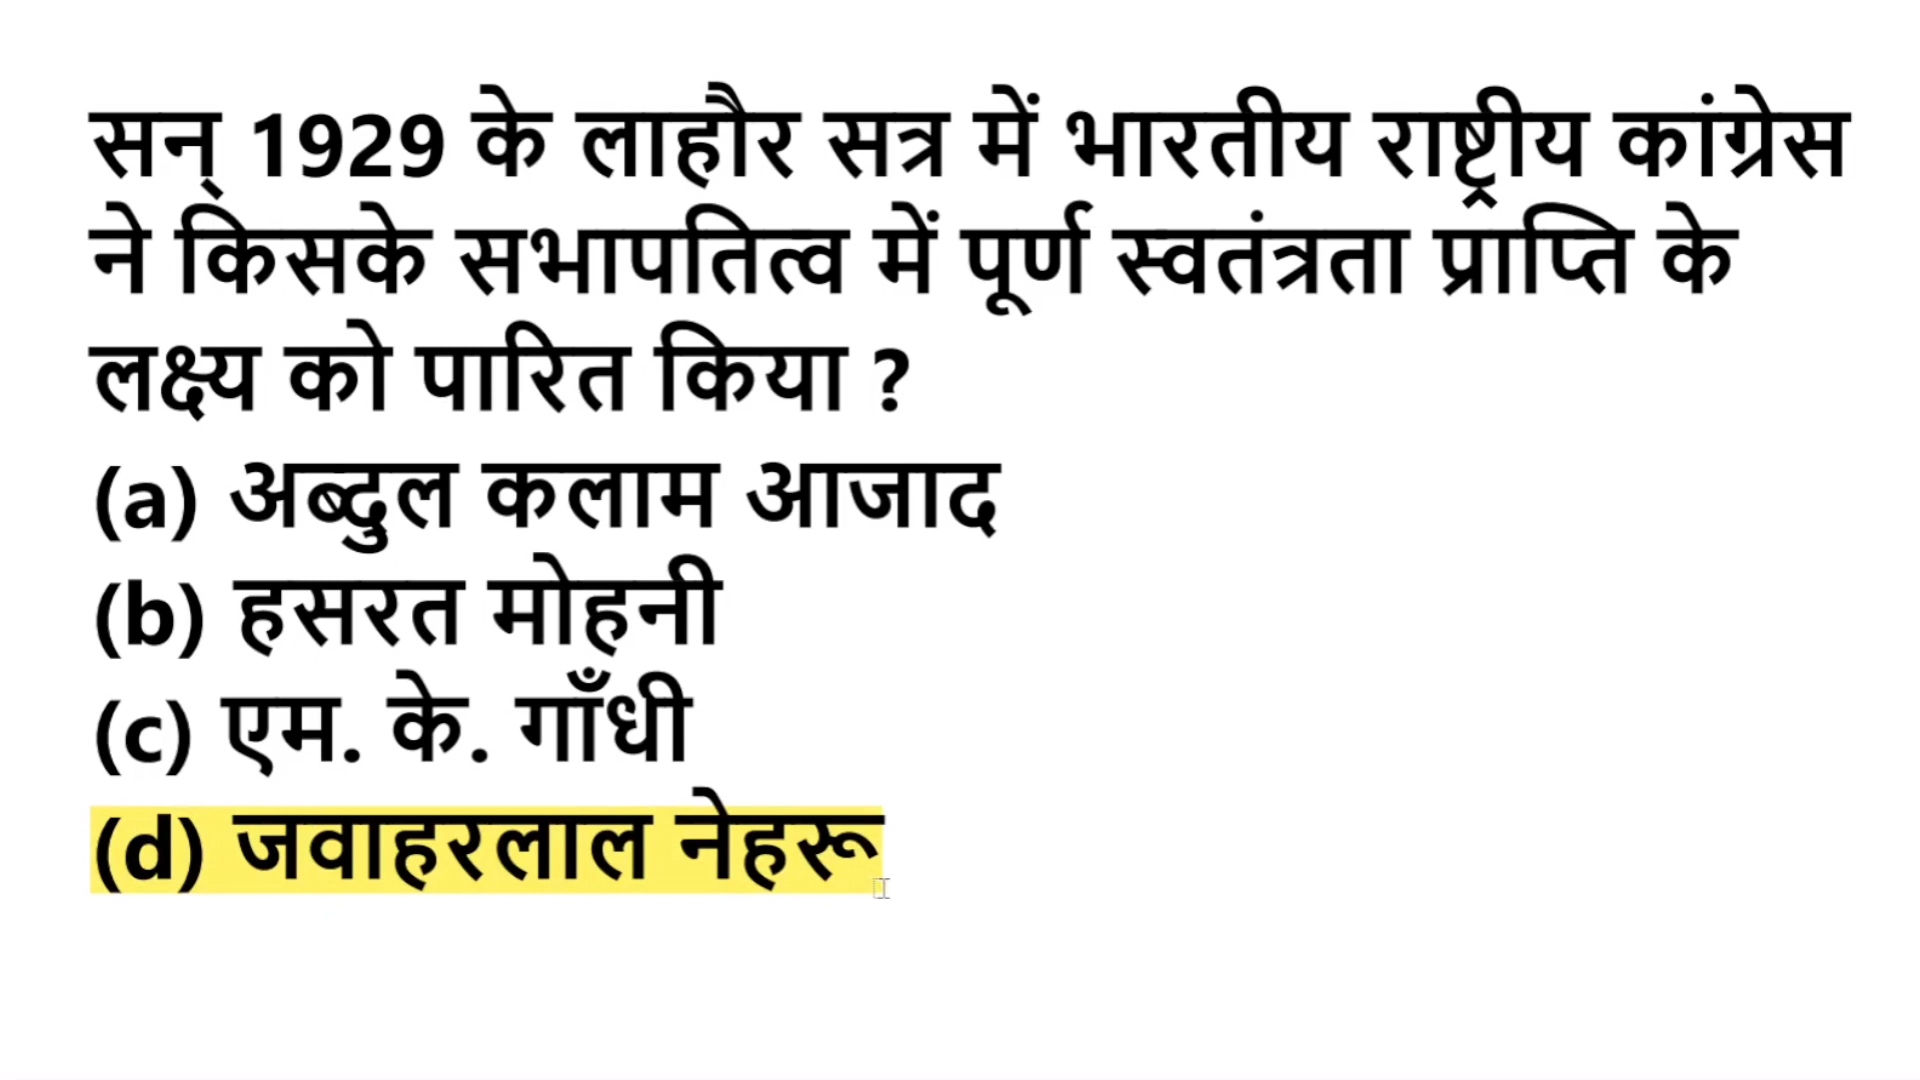 सन् 1929 के लाहौर सत्र में भारतीय राष्ट्रीय कांग्रेस
ने किसके सभापतित्व में पूर्ण स्वतंत्रता प्राप्ति के
लक्ष्य को पारित किया ?
(a) अब्दुल कलाम आजाद
(b) हसरत मोहनी
(c) एम. के. गाँधी
(d) जवाहरलाल नेहरू